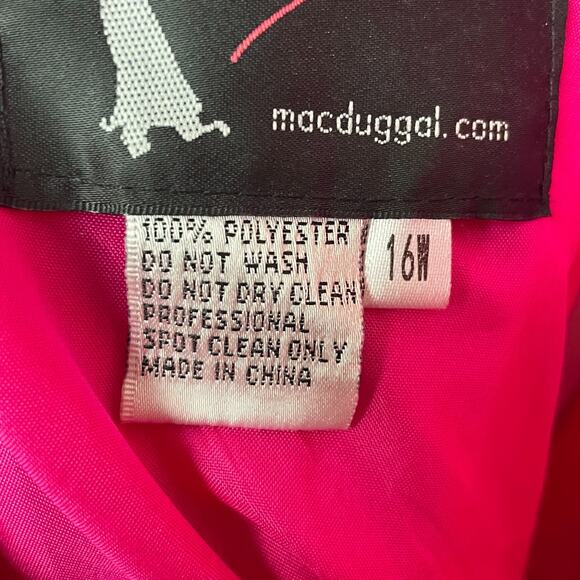 macduggal.com
100% POLYESTER
DO NOT WASH
DO NOT DRY CLEAN
PROFESSIONAL
SPOT CLEAN ONLY
MADE IN CHINA
16W